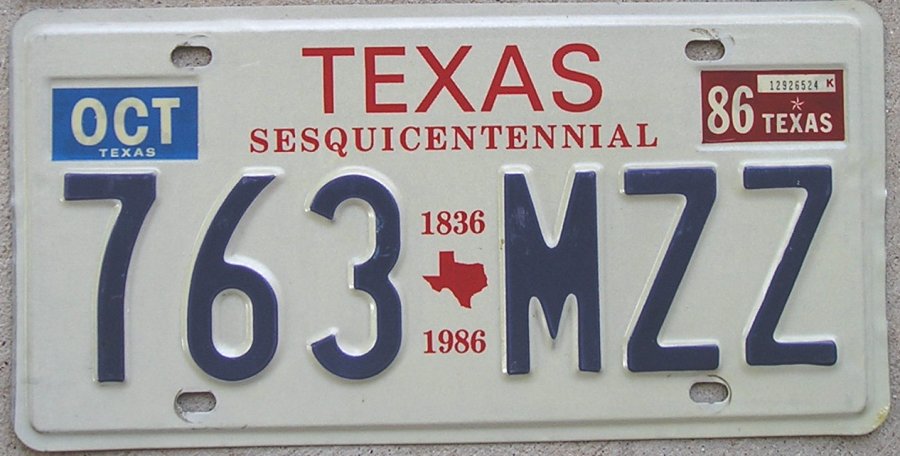 TEXAS
SESQUICENTENNIAL
OCT
TEXAS
12926524 K
86 TEXAS
763 MZZ
1836
1986